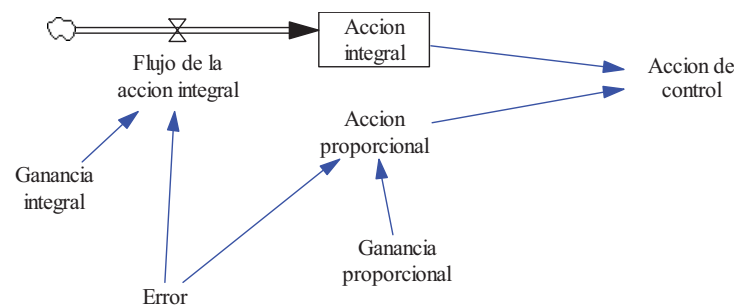 Accion
integral
Flujo de la
accion integral
Accion de
control
Accion
proporcional
Ganancia
integral
Ganancia
proporcional
Error